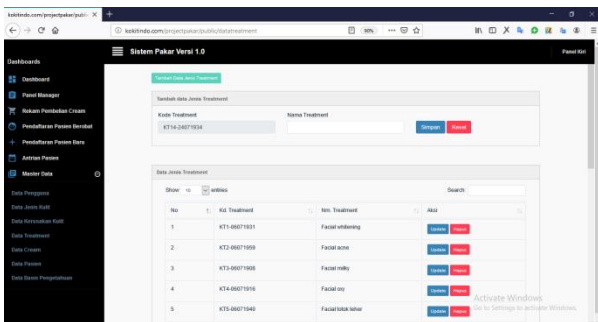 kokitindo.com/projectpakar/publi
kokitindo.com/projectpakar/public/datatreatment
90%
Sistem Pakar Versi 1.0
Panel Kiri
Dashboards
Dashboard
Panel Manager
Rekam Pembelian Cream
Pendaftaran Pasien Berobat
Pendaftaran Pasien Baru
Antrian Pasien
Master Data
Data Pengguna
Data Jenis Kulit
Data Kerusakan Kulit
Data Treatment
Data Cream
Data Pasien
Data Basis Pengetahuan
Tambah Data Jenis Treatment
Tambah data Jenis Treatment
Kode Treatment Nama Treatment
KT14-24071934
Simpan Reset
Data Jenis Treatment
Show 10 entries Search
No Kd. Treatment Nm. Treatment Aksi
1 KT1-06071931 Facial whitening Update Hapus
2 KT2-06071959 Facial acne Update Hapus
3 KT3-06071908 Facial milky Update Hapus
4 KT4-06071916 Facial oxy Update Hapus
5 KT5-06071940 Facial totok leher Update Hapus
Activate Windows
Go to Settings to activate Windows.